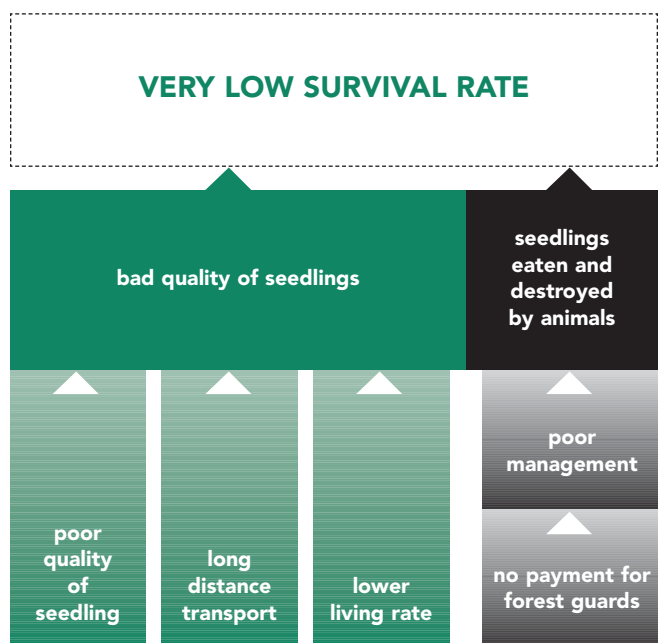 VERY LOW SURVIVAL RATE
bad quality of seedlings
seedlings
eaten and
destroyed
by animals
poor
quality
of
seedling
long
distance
transport
lower
living rate
poor
management
no payment for
forest guards